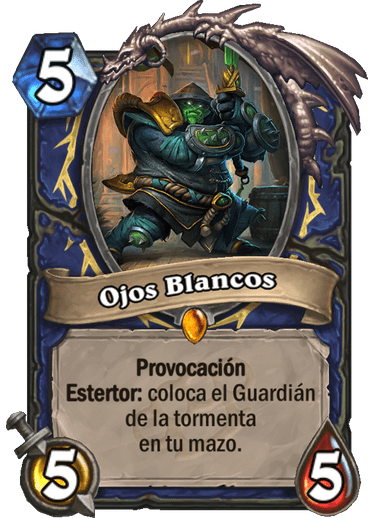 5
Ojos Blancos
Provocación
Estertor: coloca el Guardián
de la tormenta
en tu mazo.
5
5